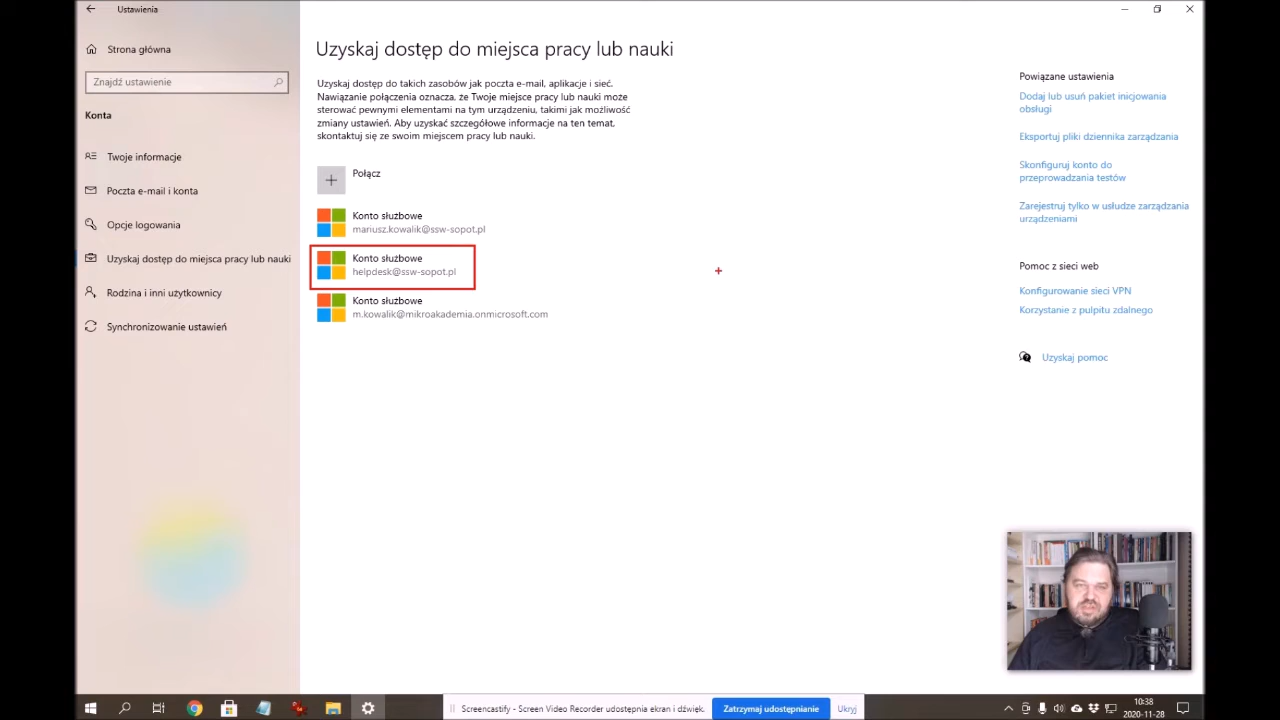 Ustawienia
Strona główna
Znajdź ustawienie
Konta
Twoje informacje
Poczta e-mail i konta
Opcje logowania
Uzyskaj dostęp do miejsca pracy lub nauki
Rodzina i inni użytkownicy
Synchronizowanie ustawień
Uzyskaj dostęp do miejsca pracy lub nauki
Uzyskaj dostęp do takich zasobów jak poczta e-mail, aplikacje i sieć.
Nawiązanie połączenia oznacza, że Twoje miejsce pracy lub nauki może
sterować pewnymi elementami na tym urządzeniu, takimi jak możliwość
zmiany ustawień. Aby uzyskać szczegółowe informacje na ten temat,
skontaktuj się ze swoim miejscem pracy lub nauki.
Połącz
Konto służbowe
mariusz.kowalik@ssw-sopot.pl
Konto służbowe
helpdesk@ssw-sopot.pl
Konto służbowe
m.kowalik@mikroakademia.onmicrosoft.com
Powiązane ustawienia
Dodaj lub usuń pakiet inicjowania
obsługi
Eksportuj pliki dziennika zarządzania
Skonfiguruj konto do
przeprowadzania testów
Zarejestruj tylko w usłudze zarządzania
urządzeniami
Pomoc z sieci web
Konfigurowanie sieci VPN
Korzystanie z pulpitu zdalnego
Uzyskaj pomoc
Screencastify - Screen Video Recorder udostępnia ekran i dźwięk.
Zatrzymaj udostępnianie
Ukryj
10:38
2020-11-28